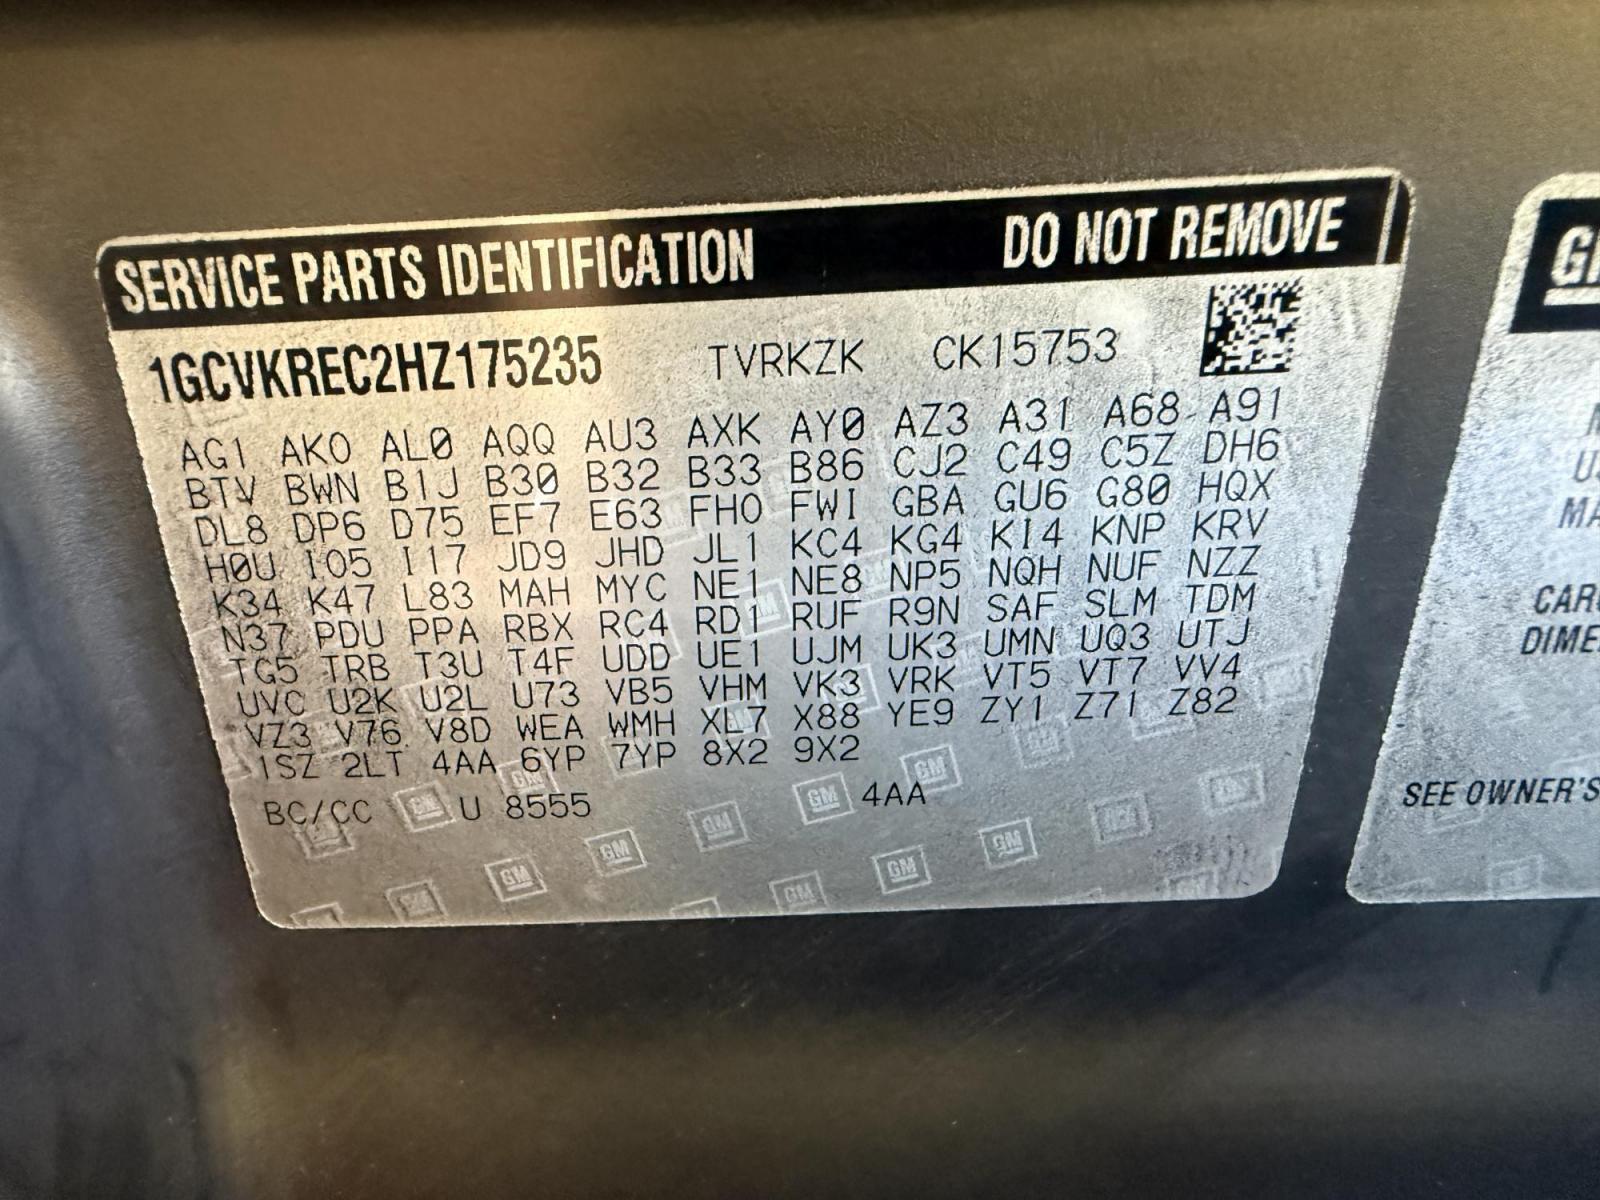 SERVICE PARTS IDENTIFICATION DO NOT REMOVE
1GCVKREC2HZ175235 TVRKZK CK15753
AG1 AKO AL0 AQQ AU3 AXK AY0 AZ3 A31 A68 A91
BTV BWN B1J B30 B32 B33 B86 CJ2 C49 C5Z DH6
DL8 DP6 D75 EF7 E63 FHO FWI GBA GU6 G80 HQX
H0U IO5 I17 JD9 JHD JL1 KC4 KG4 KI4 KNP KRV
K34 K47 L83 MAH MYC NE1 NE8 NP5 NQH NUF NZZ
N37 PDU PPA RBX RC4 RD1 RUF R9N SAF SLM TDM
TG5 TRB T3U T4F UDD UE1 UJM UK3 UMN UQ3 UTJ
UVC U2K U2L U73 VB5 VHM VK3 VRK VT5 VT7 VV4
VZ3 V76 V8D WEA WMH XL7 X88 YE9 ZY1 Z71 Z82
1SZ 2LT 4AA 6YP 7YP 8X2 9X2
BC/CC U 8555 4AA
SEE OWNER'S